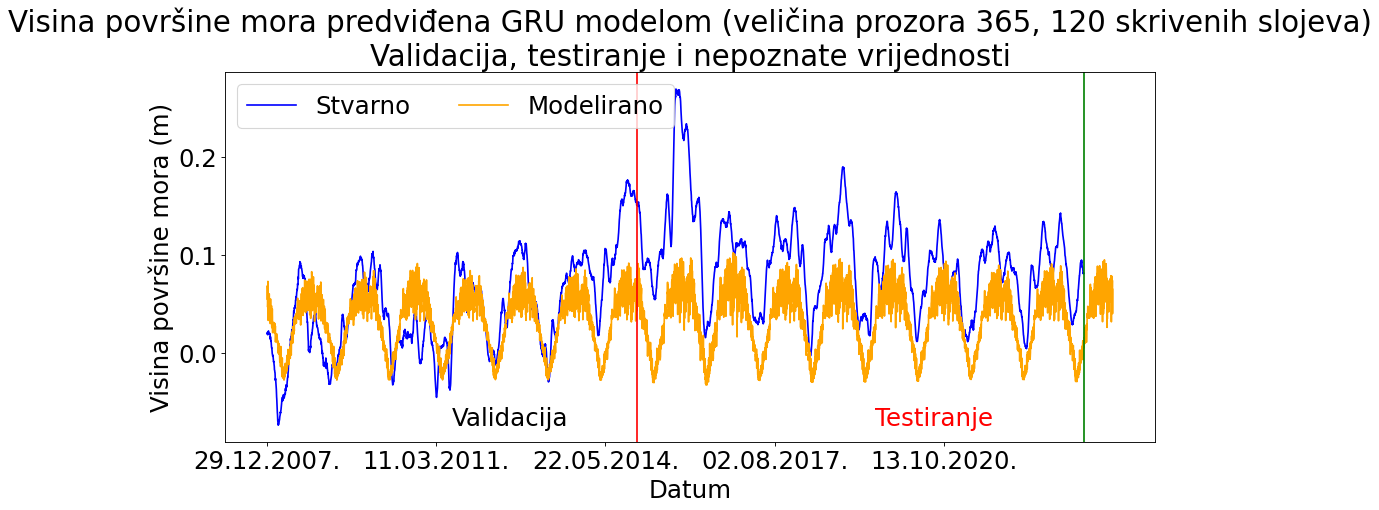 Visina površine mora predviđena GRU modelom (veličina prozora 365, 120 skrivenih slojeva)
Validacija, testiranje i nepoznate vrijednosti
Stvarno
Modelirano
Visina površine mora (m)
0.2
0.1
0.0
Validacija
Testiranje
29.12.2007.
11.03.2011.
22.05.2014.
02.08.2017.
13.10.2020.
Datum